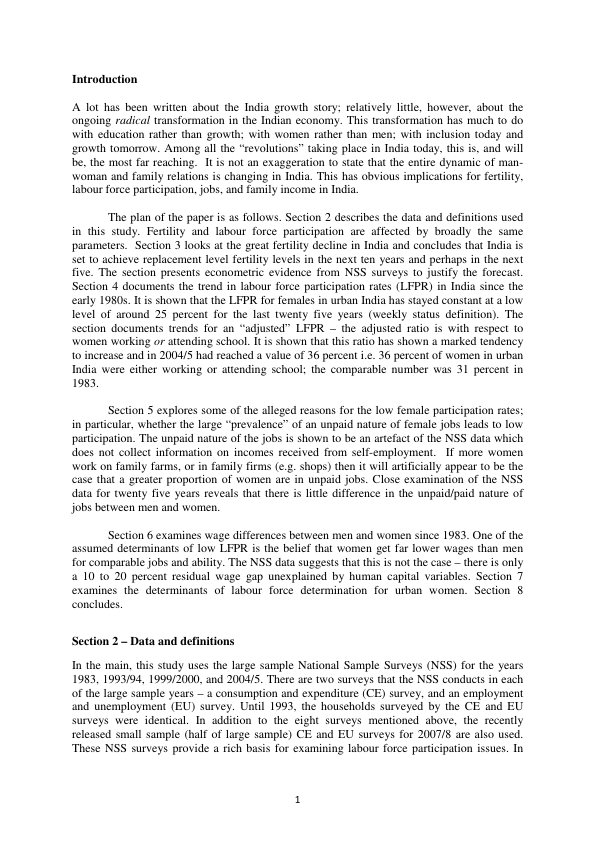 Introduction
A lot has been written about the India growth story; relatively little, however, about the
ongoing radical transformation in the Indian economy. This transformation has much to do
with education rather than growth; with women rather than men; with inclusion today and
growth tomorrow. Among all the “revolutions” taking place in India today, this is, and will
be, the most far reaching.  It is not an exaggeration to state that the entire dynamic of man-
woman and family relations is changing in India. This has obvious implications for fertility,
labour force participation, jobs, and family income in India.
The plan of the paper is as follows. Section 2 describes the data and definitions used
in this study. Fertility and labour force participation are affected by broadly the same
parameters.  Section 3 looks at the great fertility decline in India and concludes that India is
set to achieve replacement level fertility levels in the next ten years and perhaps in the next
five. The section presents econometric evidence from NSS surveys to justify the forecast.
Section 4 documents the trend in labour force participation rates (LFPR) in India since the
early 1980s. It is shown that the LFPR for females in urban India has stayed constant at a low
level of around 25 percent for the last twenty five years (weekly status definition). The
section documents trends for an “adjusted” LFPR – the adjusted ratio is with respect to
women working or attending school. It is shown that this ratio has shown a marked tendency
to increase and in 2004/5 had reached a value of 36 percent i.e. 36 percent of women in urban
India were either working or attending school; the comparable number was 31 percent in
1983.
Section 5 explores some of the alleged reasons for the low female participation rates;
in particular, whether the large “prevalence” of an unpaid nature of female jobs leads to low
participation. The unpaid nature of the jobs is shown to be an artefact of the NSS data which
does not collect information on incomes received from self-employment.  If more women
work on family farms, or in family firms (e.g. shops) then it will artificially appear to be the
case that a greater proportion of women are in unpaid jobs. Close examination of the NSS
data for twenty five years reveals that there is little difference in the unpaid/paid nature of
jobs between men and women.
Section 6 examines wage differences between men and women since 1983. One of the
assumed determinants of low LFPR is the belief that women get far lower wages than men
for comparable jobs and ability. The NSS data suggests that this is not the case – there is only
a 10 to 20 percent residual wage gap unexplained by human capital variables. Section 7
examines the determinants of labour force determination for urban women. Section 8
concludes.
Section 2 – Data and definitions
In the main, this study uses the large sample National Sample Surveys (NSS) for the years
1983, 1993/94, 1999/2000, and 2004/5. There are two surveys that the NSS conducts in each
of the large sample years – a consumption and expenditure (CE) survey, and an employment
and unemployment (EU) survey. Until 1993, the households surveyed by the CE and EU
surveys were identical. In addition to the eight surveys mentioned above, the recently
released small sample (half of large sample) CE and EU surveys for 2007/8 are also used.
These NSS surveys provide a rich basis for examining labour force participation issues. In
1